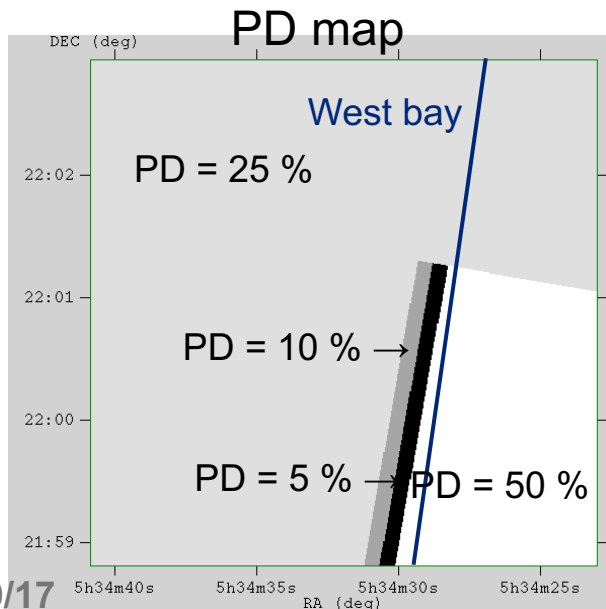 PD map
DEC (deg)
West bay
22:02
PD = 25 %
22:01
PD = 10 % →
22:00
PD = 5 % →
PD = 50 %
21:59
/17
5h34m40s 5h34m35s 5h34m30s 5h34m25s
RA (deg)